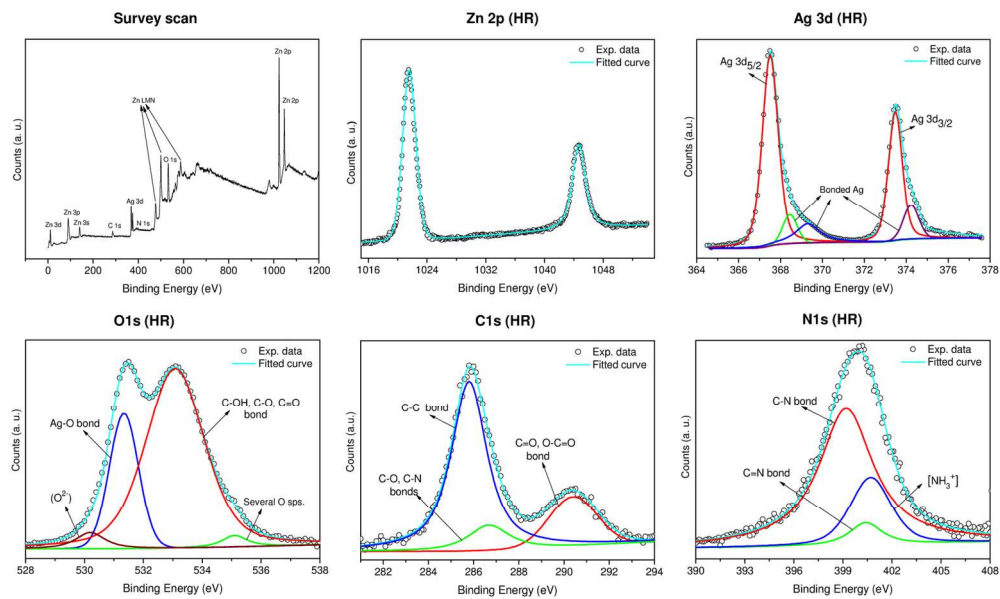 Survey scan
Zn 2p
Zn LMN
Zn 2p
O 1s
Ag 3d
Zn 3p
Zn 3d
Zn 3s
C 1s
N 1s
Counts (a. u.)
0 200 400 600 800 1000 1200
Binding Energy (eV)
Zn 2p (HR)
Exp. data
Fitted curve
Counts (a. u.)
1016 1024 1032 1040 1048
Binding Energy (eV)
Ag 3d (HR)
Exp. data
Fitted curve
Ag 3d5/2
Ag 3d3/2
Bonded Ag
Counts (a. u.)
364 366 368 370 372 374 376 378
Binding Energy (eV)
O1s (HR)
Exp. data
Fitted curve
C-OH, C-O, C=O
bond
Ag-O bond
(O2-)
Several O sps.
Counts (a. u.)
528 530 532 534 536 538
Binding Energy (eV)
C1s (HR)
Exp. data
Fitted curve
C-C bond
C=O, O-C=O
bond
C-O, C-N
bonds
Counts (a. u.)
282 284 286 288 290 292 294
Binding Energy (eV)
N1s (HR)
Exp. data
Fitted curve
C-N bond
C=N bond
[NH3+]
Counts (a. u.)
390 393 396 399 402 405 408
Binding Energy (eV)